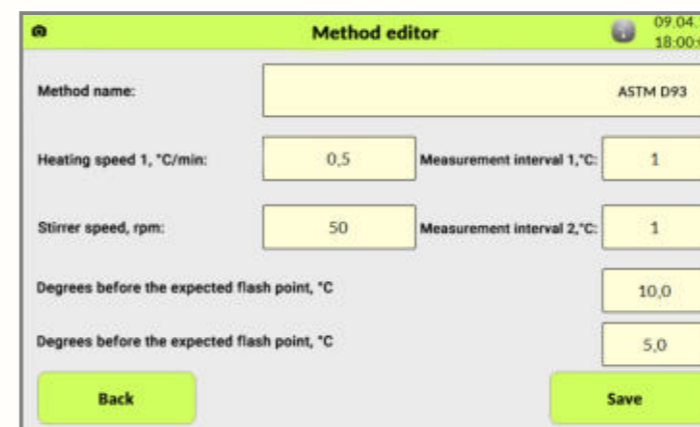 Method editor
09.04.
18:00:
Method name: ASTM D93
Heating speed 1, °C/min: 0,5 Measurement interval 1,°C: 1
Stirrer speed, rpm: 50 Measurement interval 2,°C: 1
Degrees before the expected flash point, °C 10,0
Degrees before the expected flash point, °C 5,0
Back Save